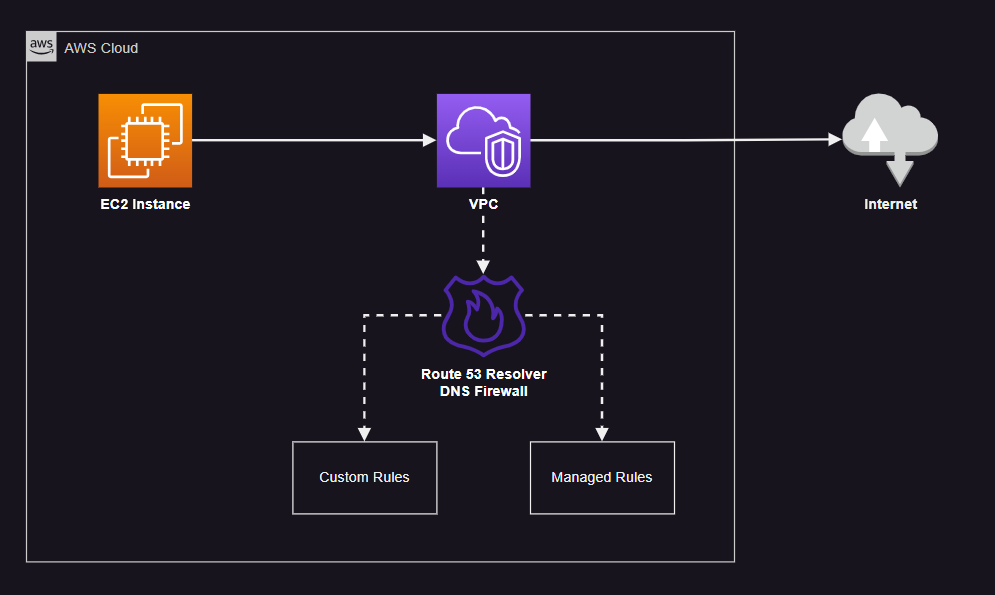 aws
AWS Cloud
EC2 Instance
VPC
Internet
Route 53 Resolver
DNS Firewall
Custom Rules
Managed Rules